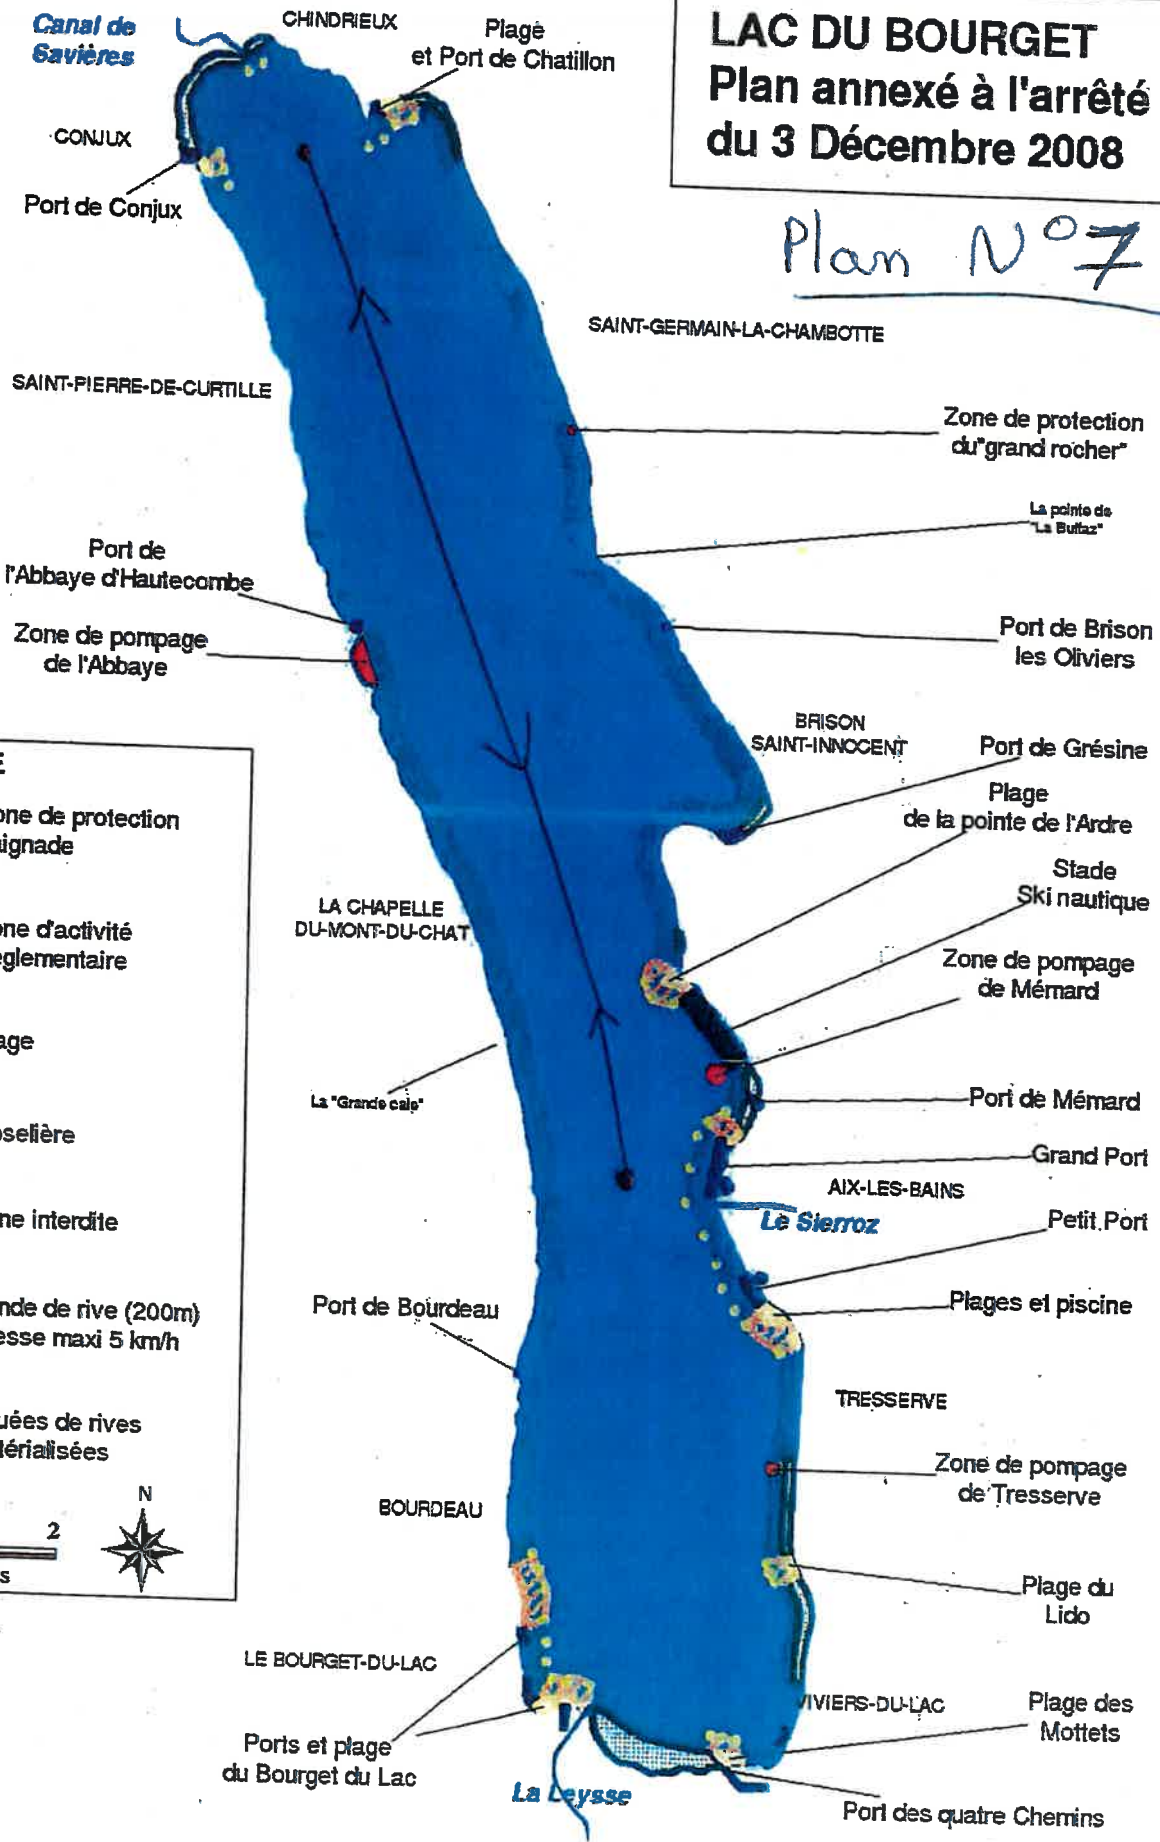 Canal de
Savières
CHINDRIEUX
Plage
et Port de Chatillon
LAC DU BOURGET
Plan annexé à l'arrêté
du 3 Décembre 2008
Plan N° 7
CONJUX
Port de Conjux
SAINT-GERMAIN-LA-CHAMBOTTE
SAINT-PIERRE-DE-CURTILLE
Zone de protection
du "grand rocher"
La pointe de
Port de
l'Abbaye d'Hautecombe
Zone de pompage
de l'Abbaye
Port de Brison
les Oliviers
BRISON
SAINT-INNOCENT
Port de Grésine
Plage
de la pointe de l'Ardre
Stade
Ski nautique
LA CHAPELLE
DU-MONT-DU-CHAT
Zone de pompage
de Mémard
La "Grande cale"
Port de Mémard
Grand Port
AIX-LES-BAINS
Le Sierroz
Petit Port
Port de Bourdeau
Plages et piscine
TRESSERVE
Zone de pompage
de Tresserve
BOURDEAU
Plage du
Lido
LE BOURGET-DU-LAC
VIVIERS-DU-LAC
Plage des
Mottets
Ports et plage
du Bourget du Lac
La Leysse
Port des quatre Chemins
E
one de protection
ignade
one d'activité
églementaire
age
oselière
ne interdite
nde de rive (200m)
esse maxi 5 km/h
uées de rives
térialisées
N
2
s